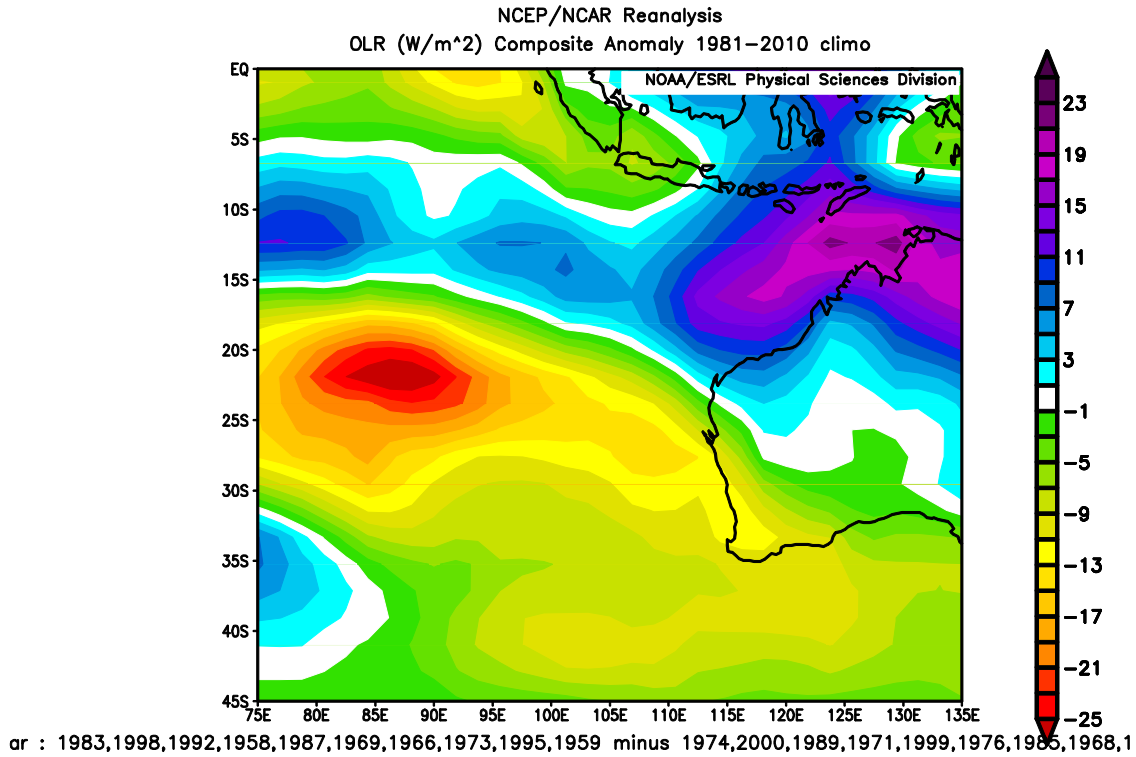 NCEP/NCAR Reanalysis
OLR (W/m^2) Composite Anomaly 1981-2010 climo
NOAA/ESRL Physical Sciences Division
EQ
5S
10S
15S
20S
25S
30S
35S
40S
45S
75E 80E 85E 90E 95E 100E 105E 110E 115E 120E 125E 130E 135E
23
19
15
11
7
3
-1
-5
-9
-13
-17
-21
-25
ar : 1983,1998,1992,1958,1987,1969,1966,1973,1995,1959 minus 1974,2000,1989,1971,1999,1976,1985,1968,1